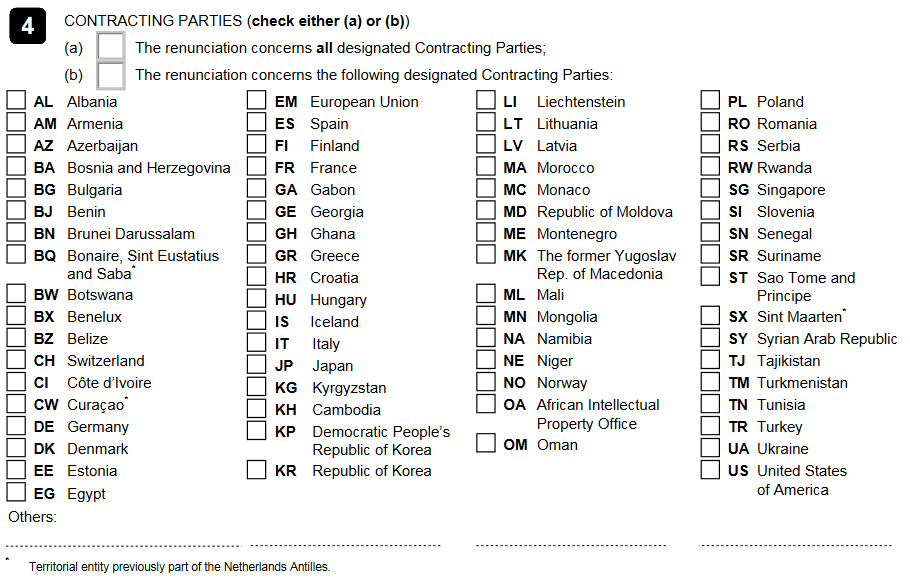 4
CONTRACTING PARTIES (check either (a) or (b))
(a) The renunciation concerns all designated Contracting Parties;
(b) The renunciation concerns the following designated Contracting Parties:
AL Albania
AM Armenia
AZ Azerbaijan
BA Bosnia and Herzegovina
BG Bulgaria
BJ Benin
BN Brunei Darussalam
BQ Bonaire, Sint Eustatius
and Saba*
BW Botswana
BX Benelux
BZ Belize
CH Switzerland
CI Côte d’Ivoire
CW Curaçao*
DE Germany
DK Denmark
EE Estonia
EG Egypt
EM European Union
ES Spain
FI Finland
FR France
GA Gabon
GE Georgia
GH Ghana
GR Greece
HR Croatia
HU Hungary
IS Iceland
IT Italy
JP Japan
KG Kyrgyzstan
KH Cambodia
KP Democratic People’s
Republic of Korea
KR Republic of Korea
LI Liechtenstein
LT Lithuania
LV Latvia
MA Morocco
MC Monaco
MD Republic of Moldova
ME Montenegro
MK The former Yugoslav
Rep. of Macedonia
ML Mali
MN Mongolia
NA Namibia
NE Niger
NO Norway
OA African Intellectual
Property Office
OM Oman
PL Poland
RO Romania
RS Serbia
RW Rwanda
SG Singapore
SI Slovenia
SN Senegal
SR Suriname
ST Sao Tome and
Principe
SX Sint Maarten*
SY Syrian Arab Republic
TJ Tajikistan
TM Turkmenistan
TN Tunisia
TR Turkey
UA Ukraine
US United States
of America
Others:
* Territorial entity previously part of the Netherlands Antilles.